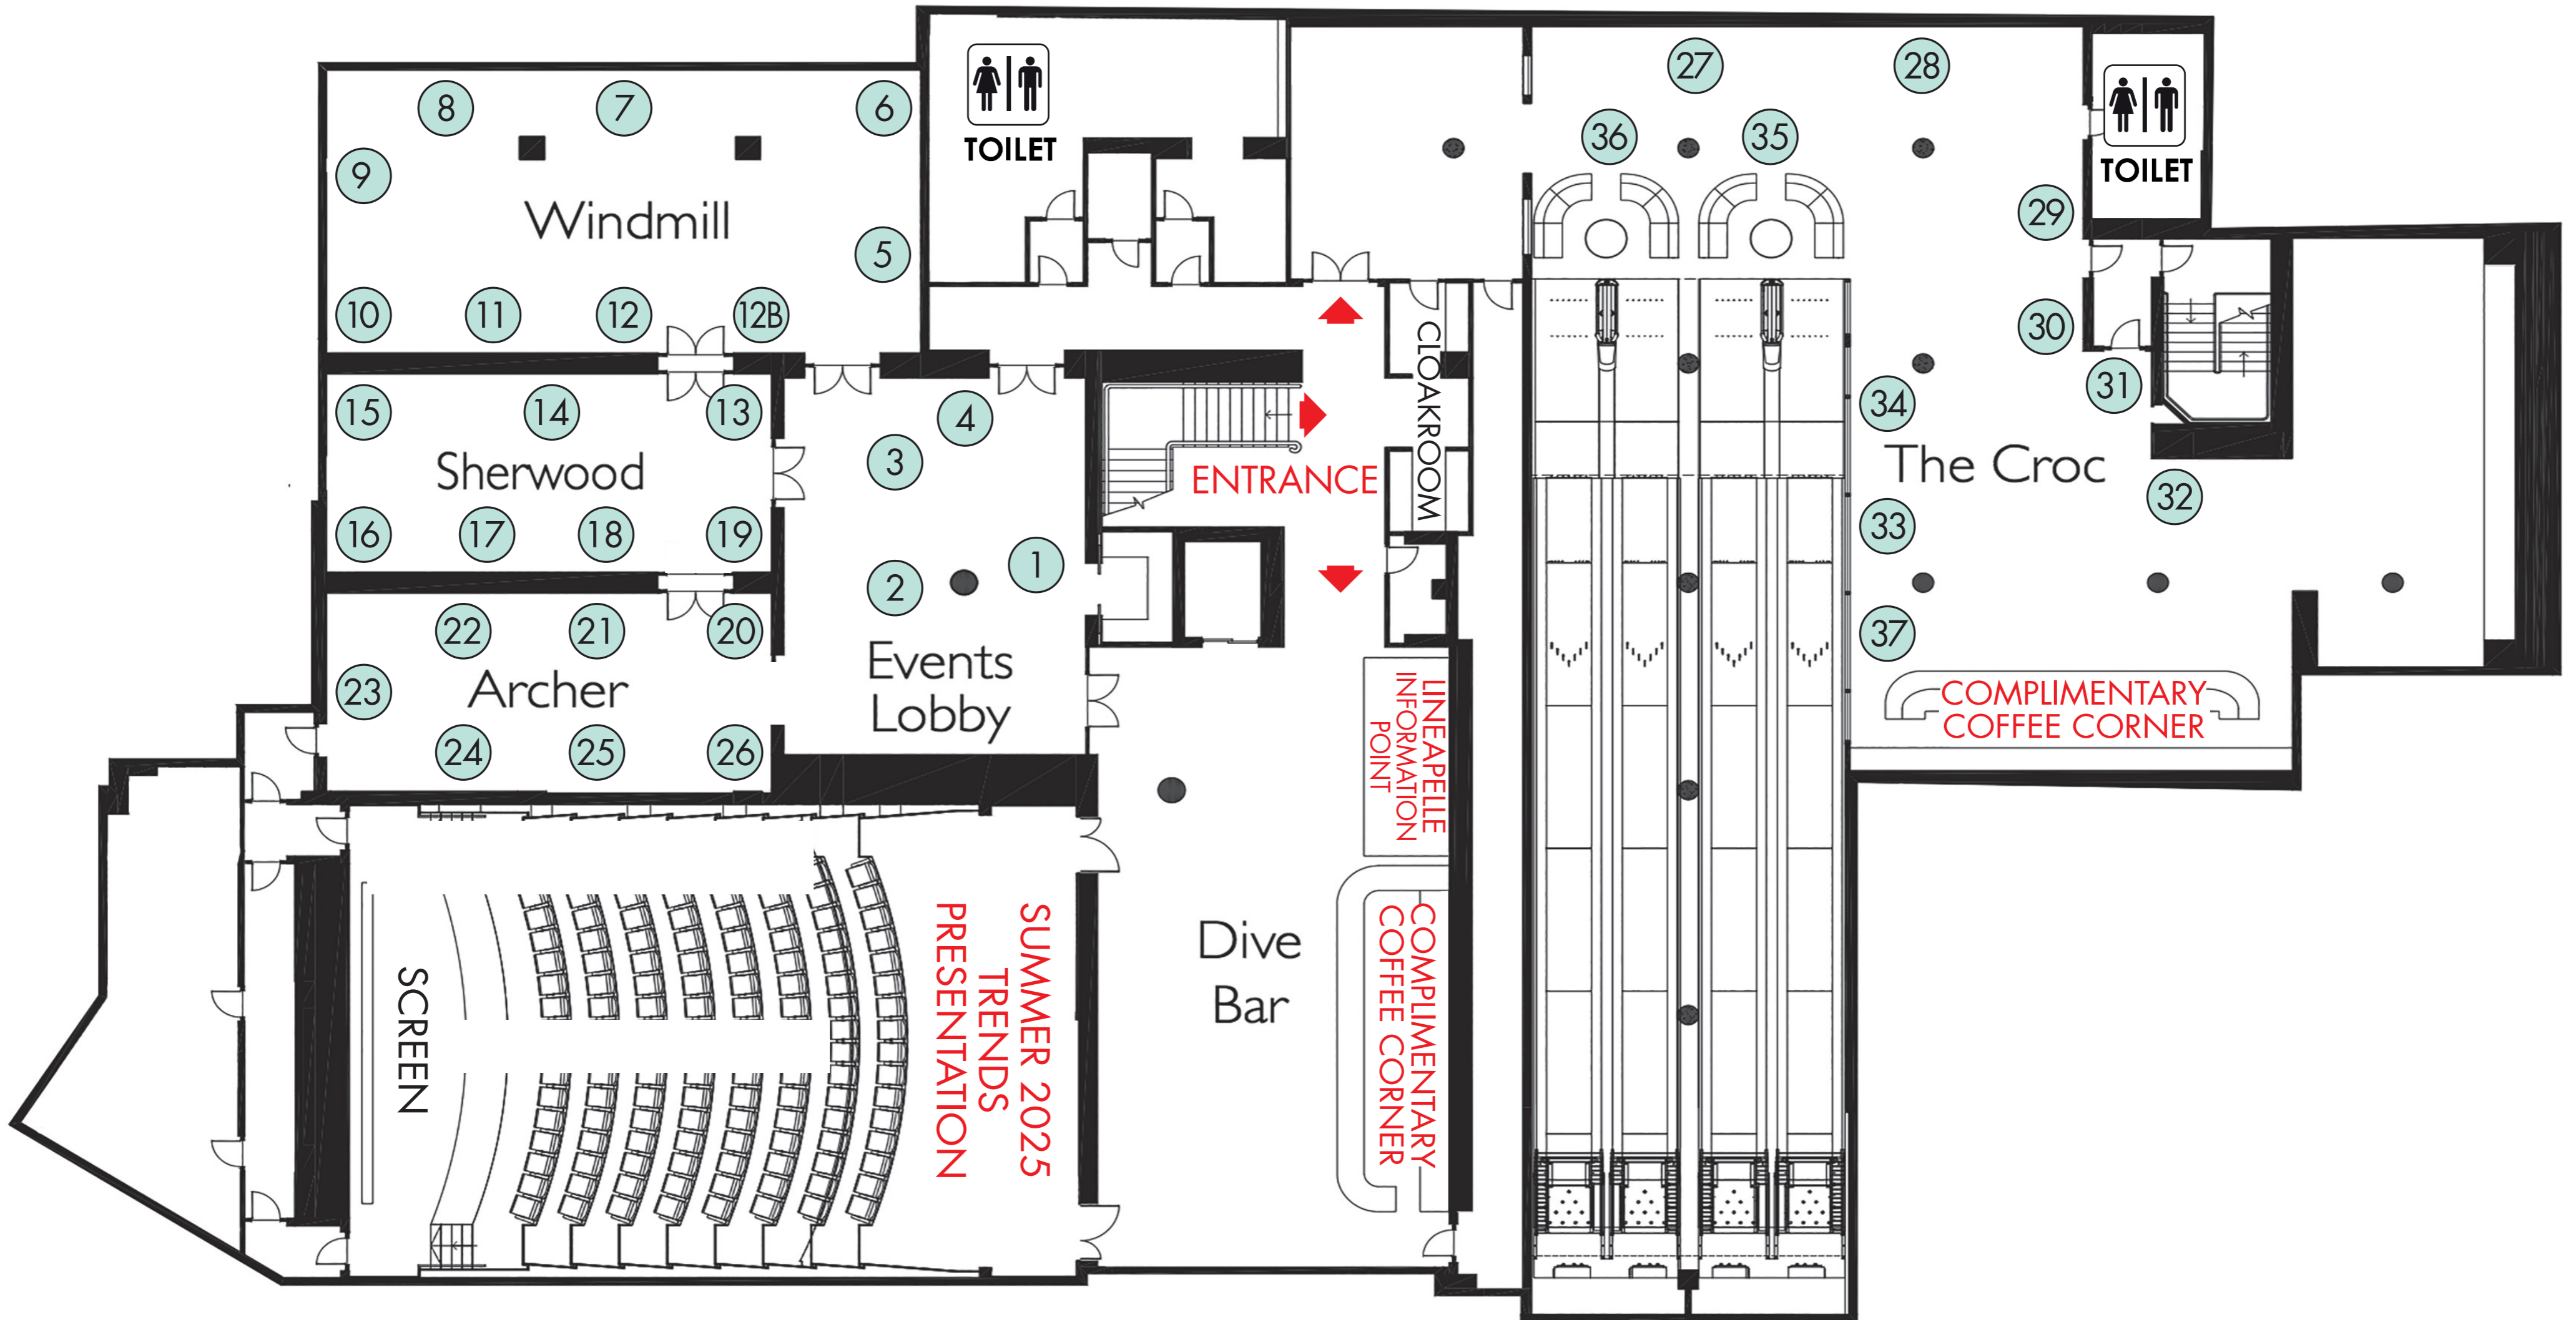 27
28
8
7
6
36
35
TOILET
TOILET
9
Windmill
29
5
10
11
12
12B
30
CLOAKROOM
31
15
14
13
4
34
Sherwood
3
ENTRANCE
The Croc
32
16
17
18
19
33
1
2
22
21
20
37
Events
Lobby
23
Archer
LINEAPELLE
INFORMATION
POINT
COMPLIMENTARY
COFFEE CORNER
24
25
26
SCREEN
SUMMER 2025
TRENDS
PRESENTATION
Dive
Bar
COMPLIMENTARY
COFFEE CORNER